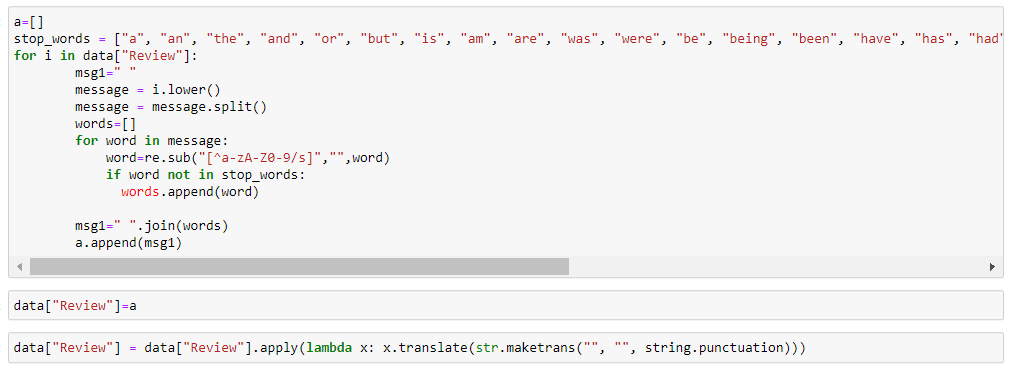 a=[]
stop_words = ["a", "an", "the", "and", "or", "but", "is", "am", "are", "was", "were", "be", "being", "been", "have", "has", "had"
for i in data["Review"]:
        msg1=" "
        message = i.lower()
        message = message.split()
        words=[]
        for word in message:
            word=re.sub("[^a-zA-Z0-9/s]","",word)
            if word not in stop_words:
              words.append(word)
        msg1=" ".join(words)
        a.append(msg1)
data["Review"]=a
data["Review"] = data["Review"].apply(lambda x: x.translate(str.maketrans("", "", string.punctuation)))